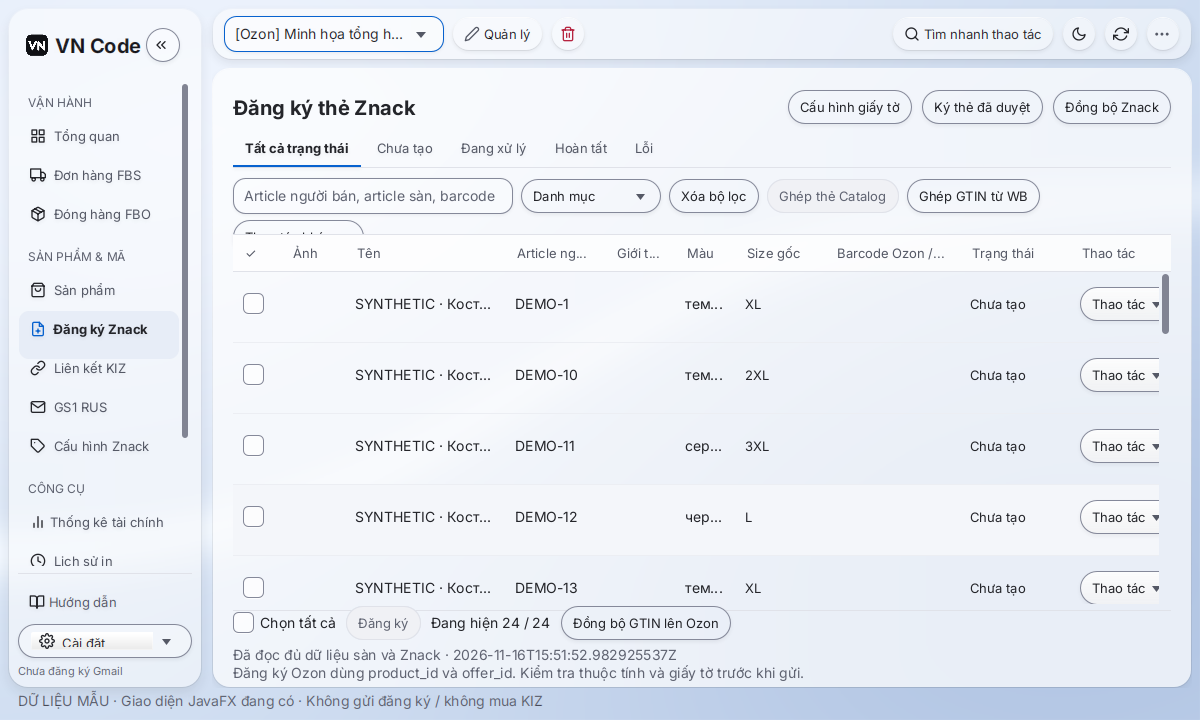 VN VN Code
VẬN HÀNH
Tổng quan
Đơn hàng FBS
Đóng hàng FBO
SẢN PHẨM & MÃ
Sản phẩm
Đăng ký Znack
Liên kết KIZ
GS1 RUS
Cấu hình Znack
CÔNG CỤ
Thống kê tài chính
Lịch sử in
Hướng dẫn
Cài đặt
Chưa đăng ký Gmail
[Ozon] Minh họa tổng h...
Quản lý
Tìm nhanh thao tác
Đăng ký thẻ Znack
Cấu hình giấy tờ
Ký thẻ đã duyệt
Đồng bộ Znack
Tất cả trạng thái Chưa tạo Đang xử lý Hoàn tất Lỗi
Article người bán, article sàn, barcode
Danh mục
Xóa bộ lọc
Ghép thẻ Catalog
Ghép GTIN từ WB
Ảnh Tên Article ng... Giới t... Màu Size gốc Barcode Ozon /... Trạng thái Thao tác
SYNTHETIC · Кост... DEMO-1 тем... XL Chưa tạo Thao tác
SYNTHETIC · Кост... DEMO-10 тем... 2XL Chưa tạo Thao tác
SYNTHETIC · Кост... DEMO-11 сер... 3XL Chưa tạo Thao tác
SYNTHETIC · Кост... DEMO-12 чер... L Chưa tạo Thao tác
SYNTHETIC · Кост... DEMO-13 тем... XL Chưa tạo Thao tác
Chọn tất cả Đăng ký Đang hiện 24 / 24 Đồng bộ GTIN lên Ozon
Đã đọc đủ dữ liệu sàn và Znack · 2026-11-16T15:51:52.982925537Z
Đăng ký Ozon dùng product_id và offer_id. Kiểm tra thuộc tính và giấy tờ trước khi gửi.
DỮ LIỆU MẪU · Giao diện JavaFX đang có · Không gửi đăng ký / không mua KIZ